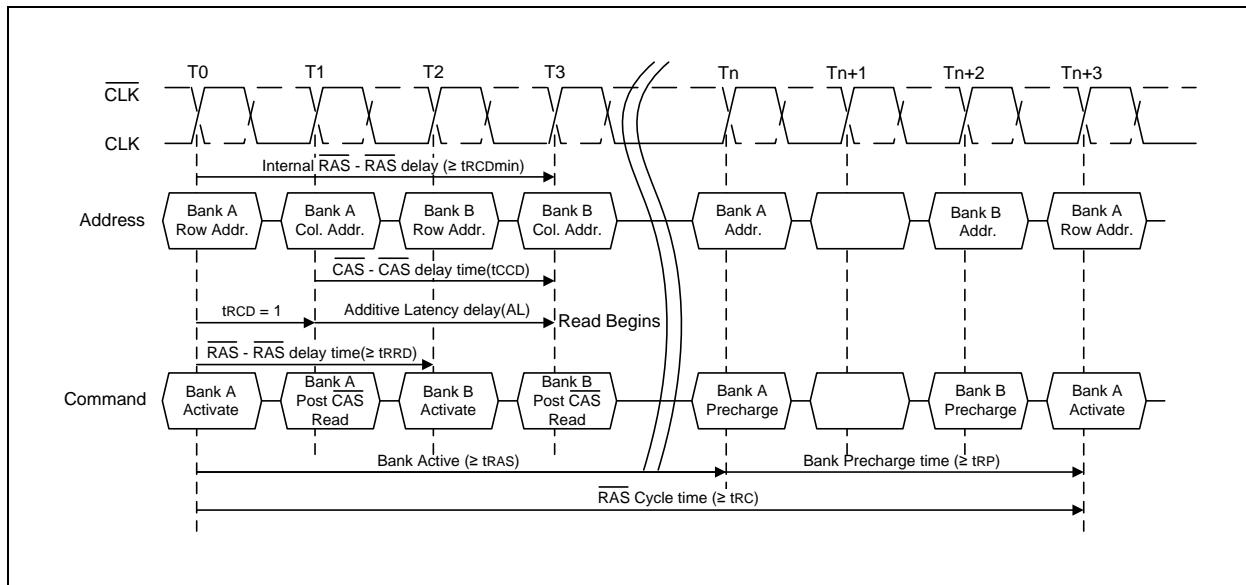 T0 T1 T2 T3 Tn Tn+1 Tn+2 Tn+3
CLK
CLK
Internal RAS - RAS delay (≥ tRCDmin)
Address
Bank A
Row Addr.
Bank A
Col. Addr.
Bank B
Row Addr.
Bank B
Col. Addr.
Bank A
Addr.
Bank B
Addr.
Bank A
Row Addr.
CAS - CAS delay time(tCCD)
tRCD = 1
Additive Latency delay(AL)
Read Begins
RAS - RAS delay time(≥ tRRD)
Command
Bank A
Activate
Bank A
Post CAS
Read
Bank B
Activate
Bank B
Post CAS
Read
Bank A
Precharge
Bank B
Precharge
Bank A
Activate
Bank Active (≥ tRAS)
Bank Precharge time (≥ tRP)
RAS Cycle time (≥ tRC)